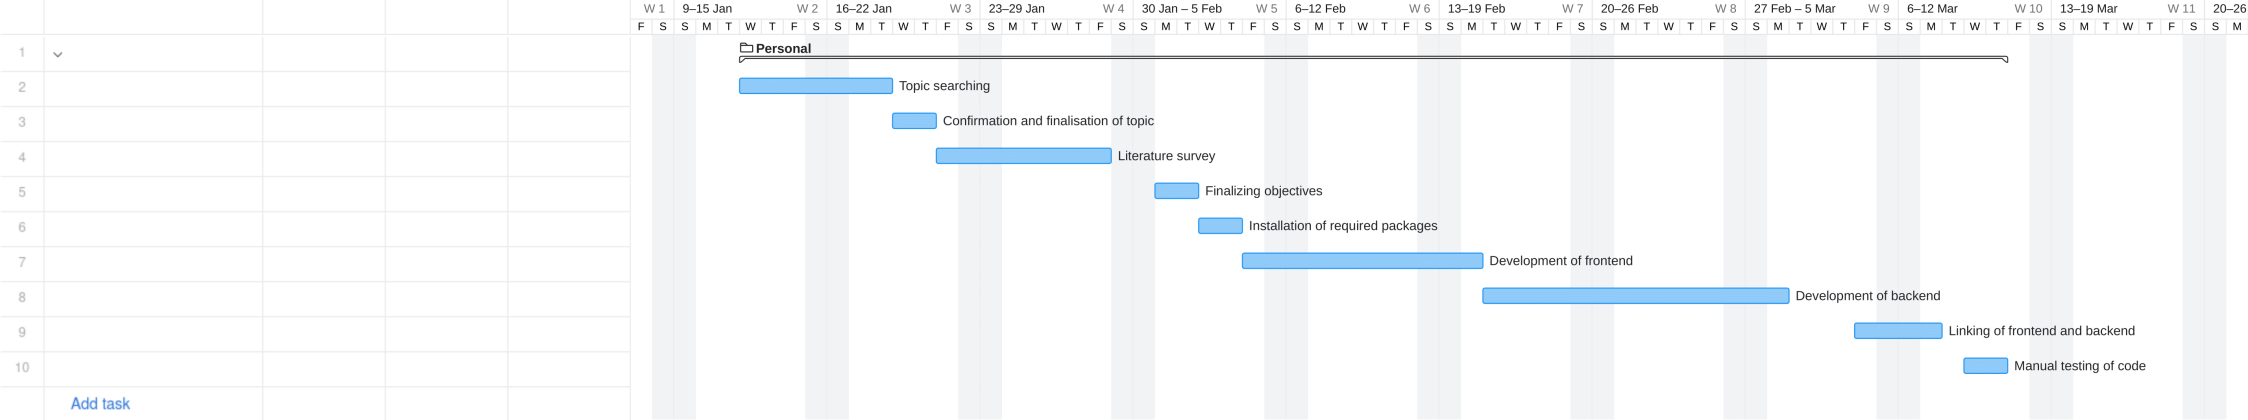 W 1 9–15 Jan W 2 16–22 Jan W 3 23–29 Jan W 4 30 Jan – 5 Feb W 5 6–12 Feb W 6 13–19 Feb W 7 20–26 Feb W 8 27 Feb – 5 Mar W 9 6–12 Mar W 10 13–19 Mar W 11 20–26
F S S M T W T F S S M T W T F S S M T W T F S S M T W T F S S M T W T F S S M T W T F S S M T W T F S S M T W T F S S M T W T F S S M T W T F S S M
1 Personal
2 Topic searching
3 Confirmation and finalisation of topic
4 Literature survey
5 Finalizing objectives
6 Installation of required packages
7 Development of frontend
8 Development of backend
9 Linking of frontend and backend
10 Manual testing of code
Add task